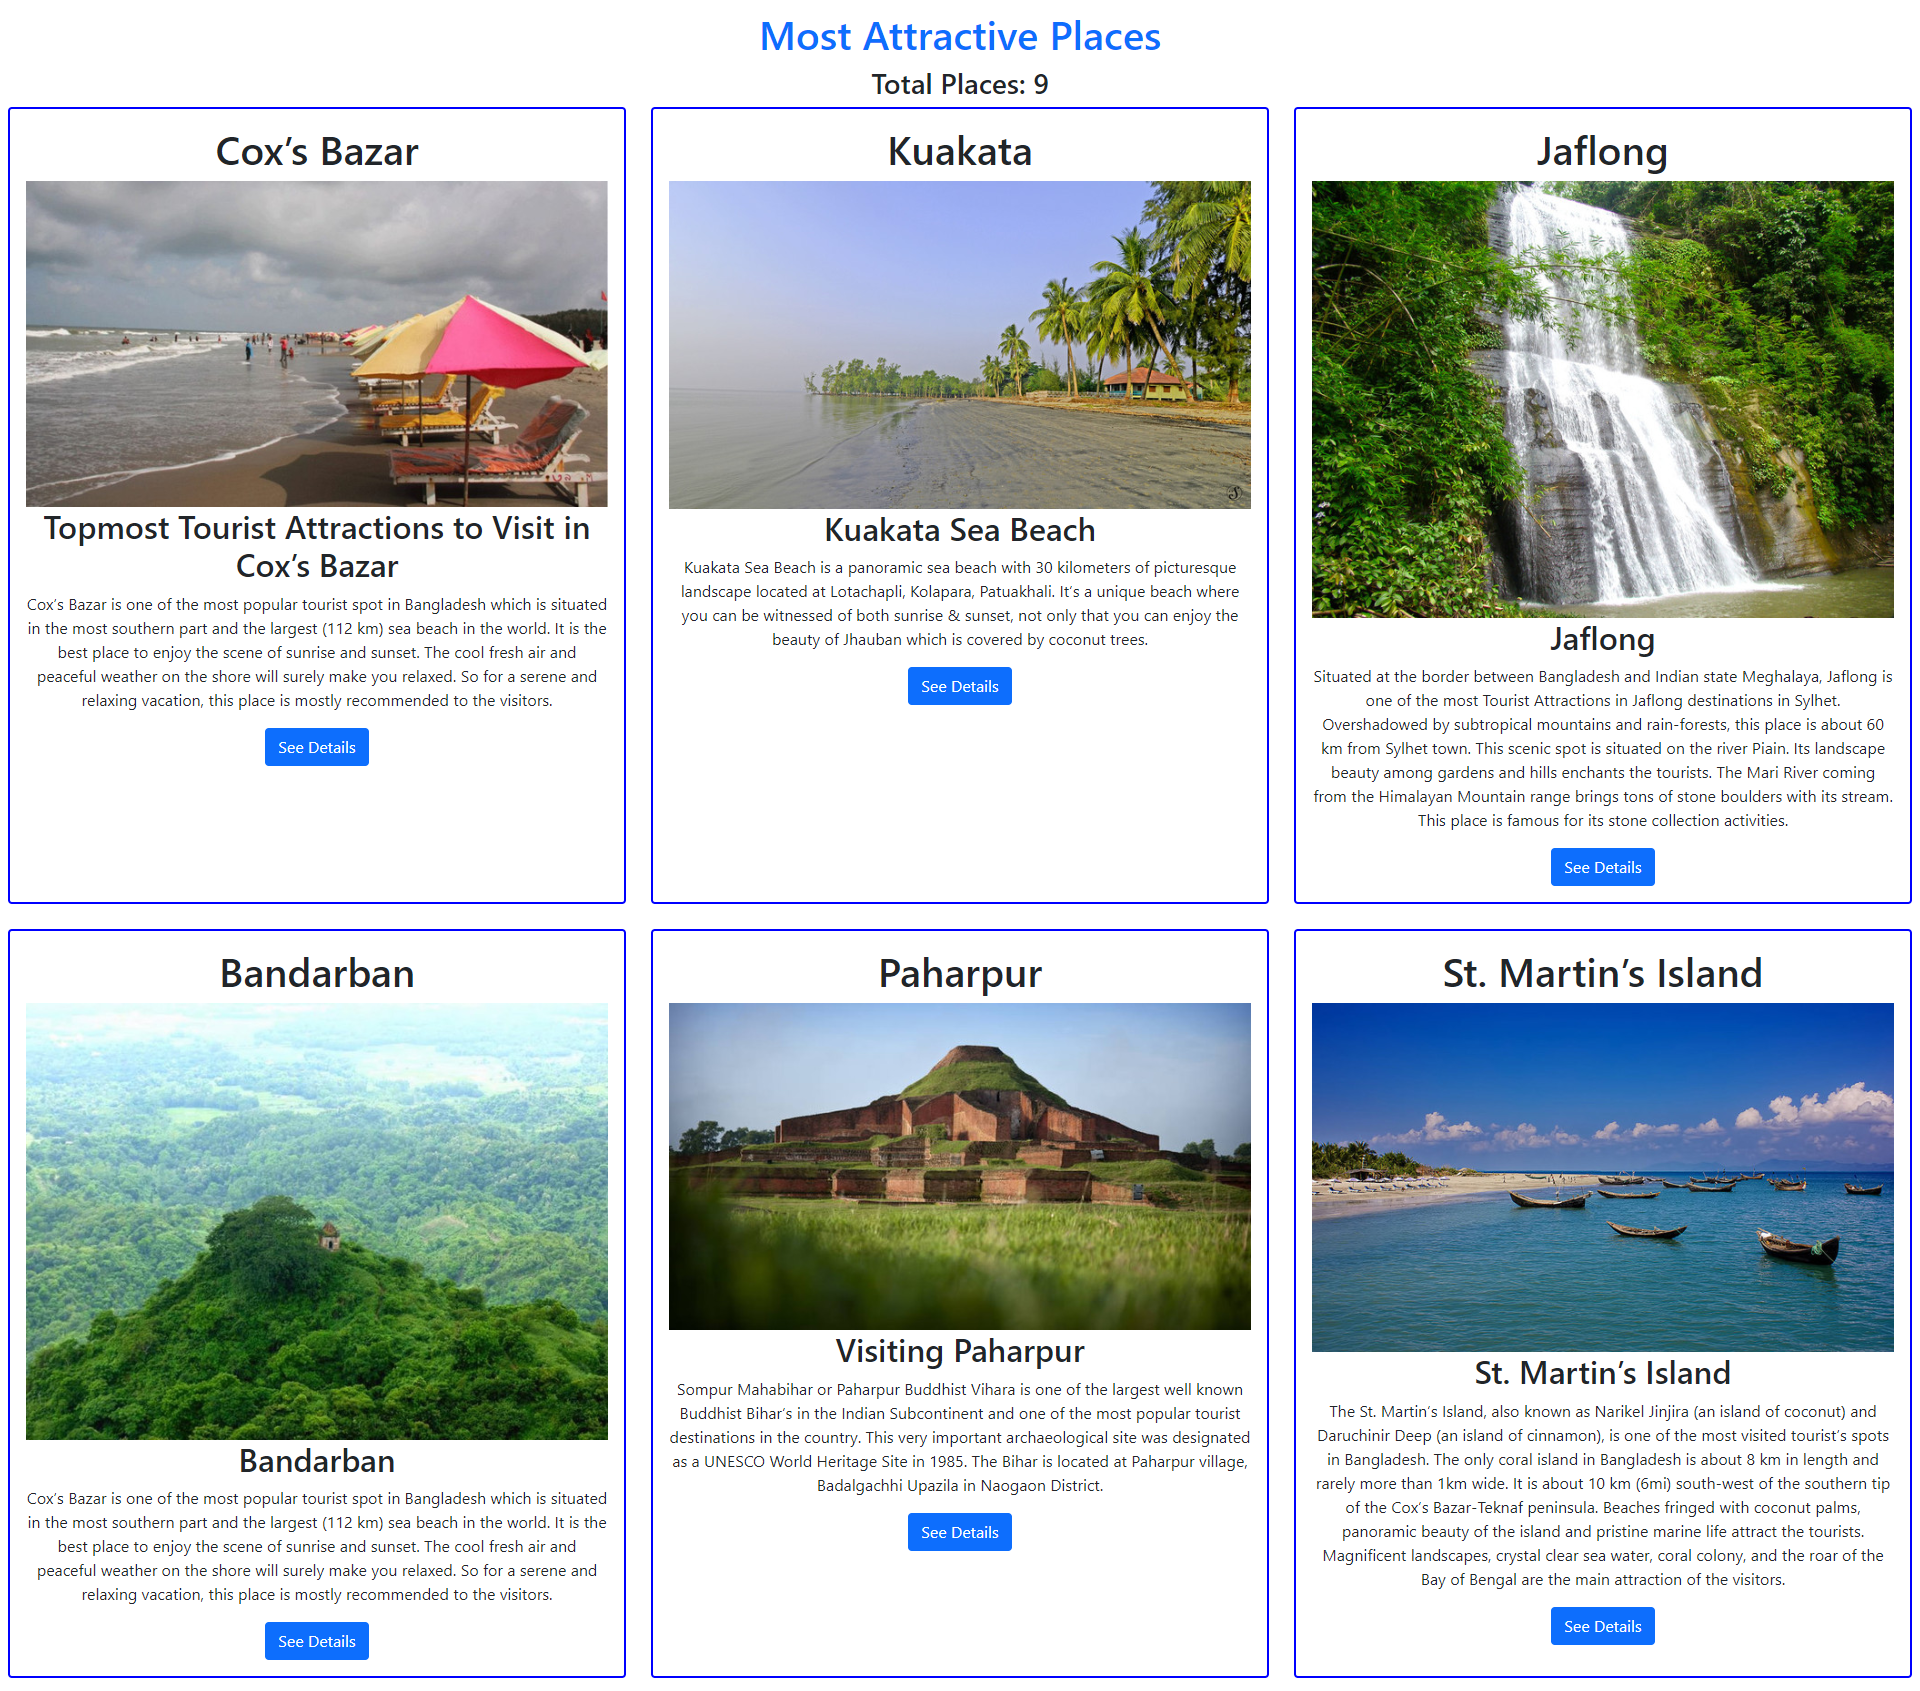 Most Attractive Places
Total Places: 9
Cox’s Bazar
Topmost Tourist Attractions to Visit in
Cox’s Bazar
Cox’s Bazar is one of the most popular tourist spot in Bangladesh which is situated
in the most southern part and the largest (112 km) sea beach in the world. It is the
best place to enjoy the scene of sunrise and sunset. The cool fresh air and
peaceful weather on the shore will surely make you relaxed. So for a serene and
relaxing vacation, this place is mostly recommended to the visitors.
See Details
Kuakata
Kuakata Sea Beach
Kuakata Sea Beach is a panoramic sea beach with 30 kilometers of picturesque
landscape located at Lotachapli, Kolapara, Patuakhali. It’s a unique beach where
you can be witnessed of both sunrise & sunset, not only that you can enjoy the
beauty of Jhauban which is covered by coconut trees.
See Details
Jaflong
Jaflong
Situated at the border between Bangladesh and Indian state Meghalaya, Jaflong is
one of the most Tourist Attractions in Jaflong destinations in Sylhet.
Overshadowed by subtropical mountains and rain-forests, this place is about 60
km from Sylhet town. This scenic spot is situated on the river Piain. Its landscape
beauty among gardens and hills enchants the tourists. The Mari River coming
from the Himalayan Mountain range brings tons of stone boulders with its stream.
This place is famous for its stone collection activities.
See Details
Bandarban
Bandarban
Cox’s Bazar is one of the most popular tourist spot in Bangladesh which is situated
in the most southern part and the largest (112 km) sea beach in the world. It is the
best place to enjoy the scene of sunrise and sunset. The cool fresh air and
peaceful weather on the shore will surely make you relaxed. So for a serene and
relaxing vacation, this place is mostly recommended to the visitors.
See Details
Paharpur
Visiting Paharpur
Sompur Mahabihar or Paharpur Buddhist Vihara is one of the largest well known
Buddhist Bihar’s in the Indian Subcontinent and one of the most popular tourist
destinations in the country. This very important archaeological site was designated
as a UNESCO World Heritage Site in 1985. The Bihar is located at Paharpur village,
Badalgachhi Upazila in Naogaon District.
See Details
St. Martin’s Island
St. Martin’s Island
The St. Martin’s Island, also known as Narikel Jinjira (an island of coconut) and
Daruchinir Deep (an island of cinnamon), is one of the most visited tourist’s spots
in Bangladesh. The only coral island in Bangladesh is about 8 km in length and
rarely more than 1km wide. It is about 10 km (6mi) south-west of the southern tip
of the Cox’s Bazar-Teknaf peninsula. Beaches fringed with coconut palms,
panoramic beauty of the island and pristine marine life attract the tourists.
Magnificent landscapes, crystal clear sea water, coral colony, and the roar of the
Bay of Bengal are the main attraction of the visitors.
See Details